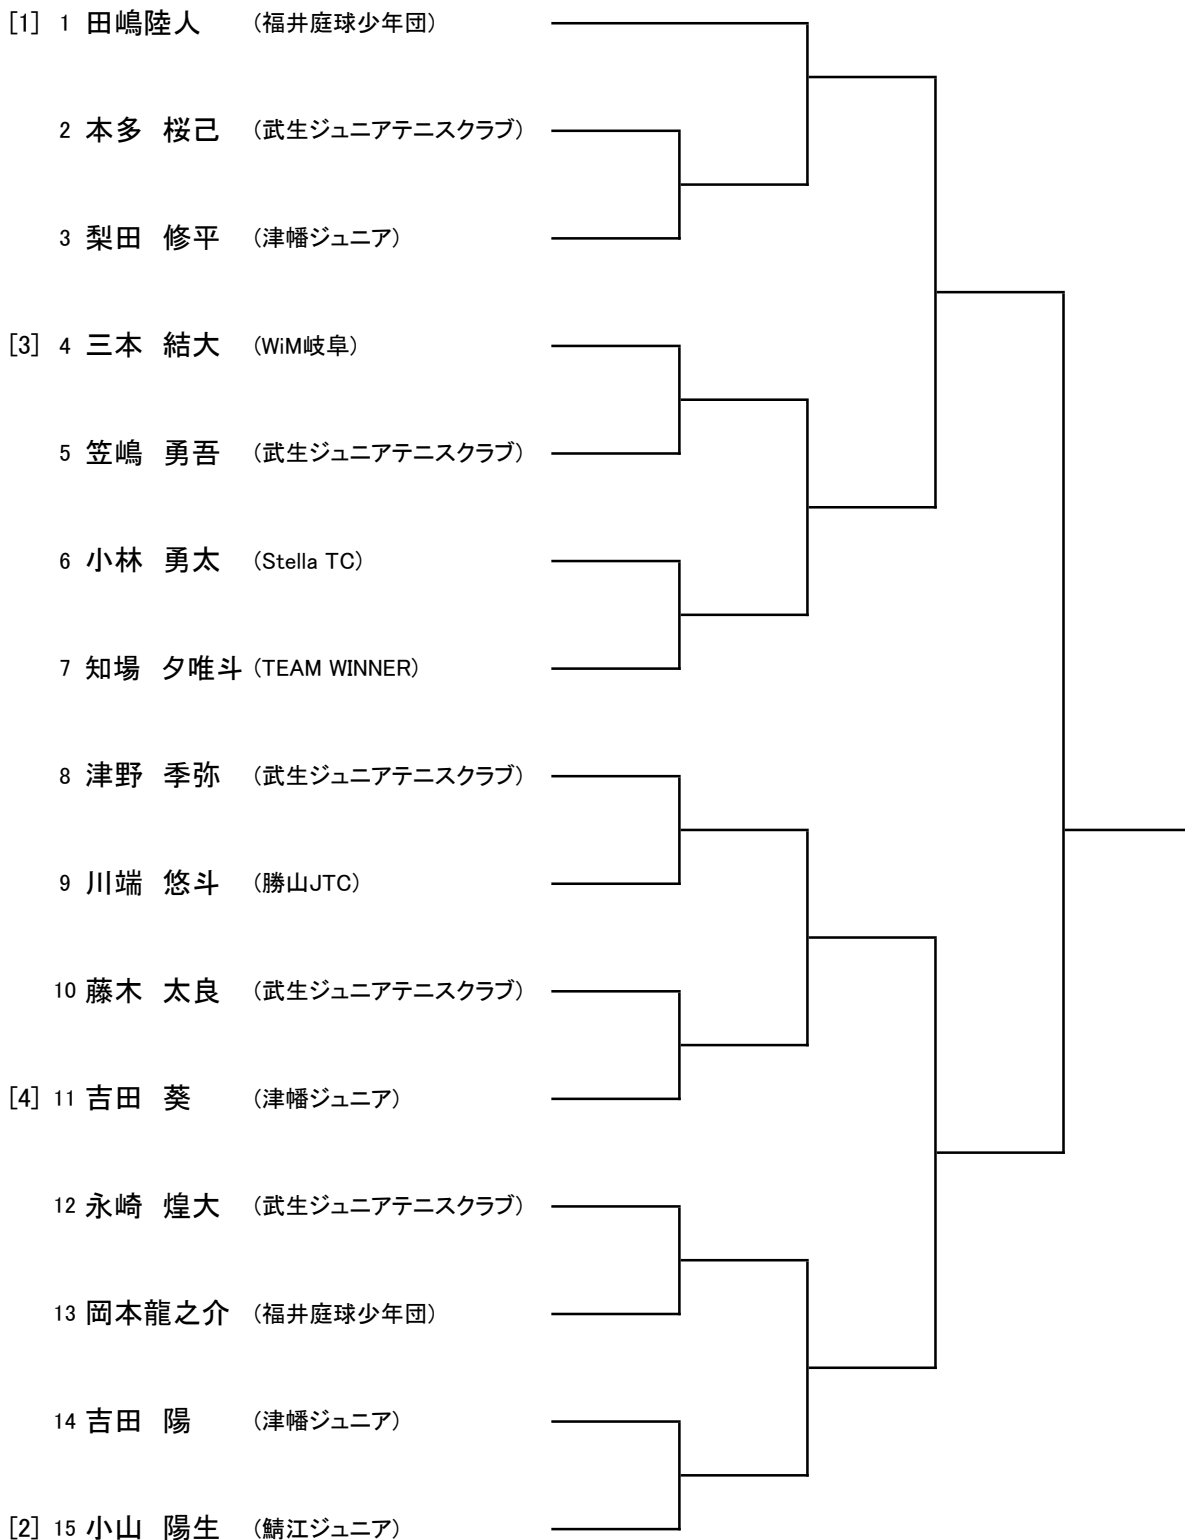 [1] 1 田嶋陸人 (福井庭球少年団)
2 本多 桜己 (武生ジュニアテニスクラブ)
3 梨田 修平 (津幡ジュニア)
[3] 4 三本 結大 (WiM岐阜)
5 笠嶋 勇吾 (武生ジュニアテニスクラブ)
6 小林 勇太 (Stella TC)
7 知場 夕唯斗 (TEAM WINNER)
8 津野 季弥 (武生ジュニアテニスクラブ)
9 川端 悠斗 (勝山JTC)
10 藤木 太良 (武生ジュニアテニスクラブ)
[4] 11 吉田 葵 (津幡ジュニア)
12 永崎 煌大 (武生ジュニアテニスクラブ)
13 岡本龍之介 (福井庭球少年団)
14 吉田 陽 (津幡ジュニア)
[2] 15 小山 陽生 (鯖江ジュニア)